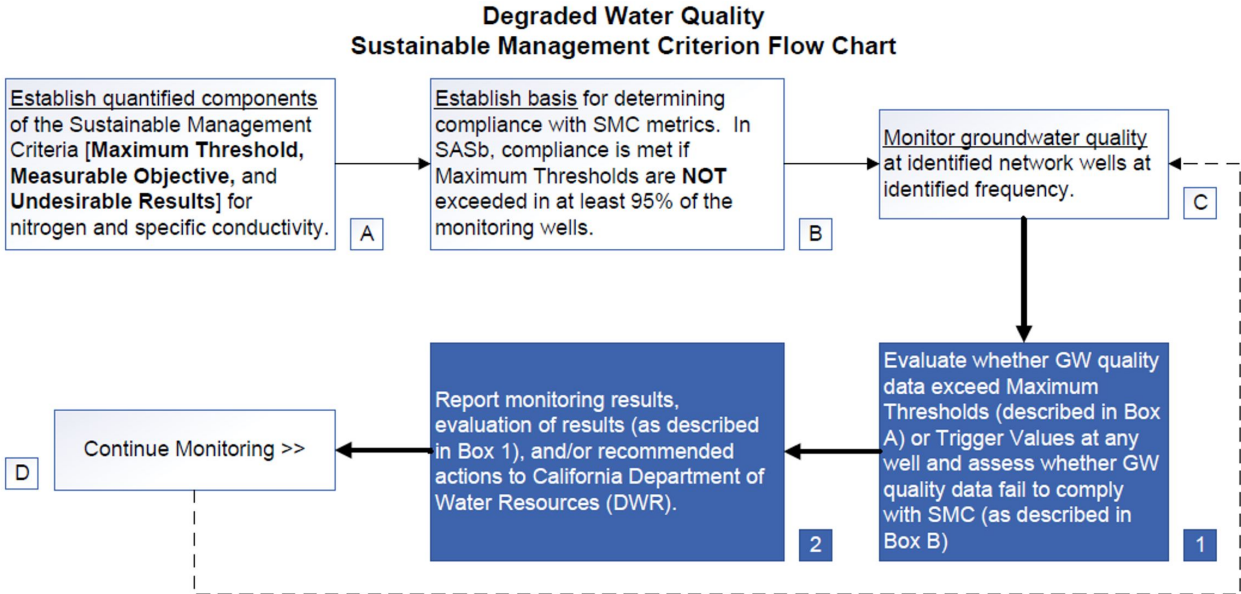 Degraded Water Quality
Sustainable Management Criterion Flow Chart
Establish quantified components
of the Sustainable Management
Criteria [Maximum Threshold,
Measurable Objective, and
Undesirable Results] for
nitrogen and specific conductivity.
A
Establish basis for determining
compliance with SMC metrics. In
SASb, compliance is met if
Maximum Thresholds are NOT
exceeded in at least 95% of the
monitoring wells.
B
Monitor groundwater quality
at identified network wells at
identified frequency.
C
Evaluate whether GW quality
data exceed Maximum
Thresholds (described in Box
A) or Trigger Values at any
well and assess whether GW
quality data fail to comply
with SMC (as described in
Box B)
1
Report monitoring results,
evaluation of results (as described
in Box 1), and/or recommended
actions to California Department of
Water Resources (DWR).
2
Continue Monitoring >>
D